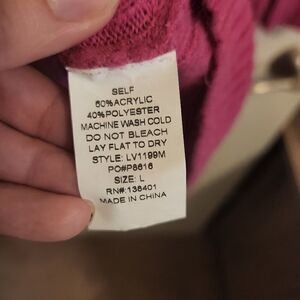 SELF
60%ACRYLIC
40%POLYESTER
MACHINE WASH COLD
DO NOT BLEACH
LAY FLAT TO DRY
STYLE: LV1199M
PO#P8616
SIZE: L
RN#: 138401
MADE IN CHINA